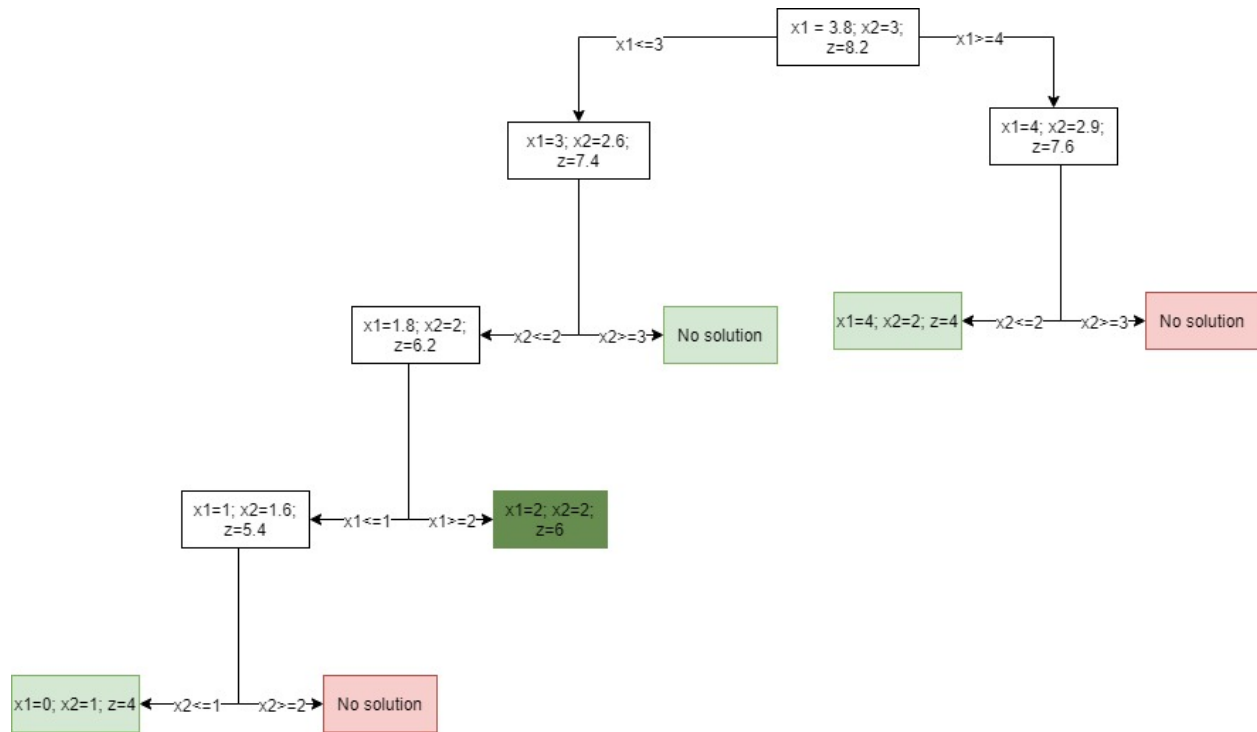 x1 = 3.8; x2=3;
z=8.2
x1<=3
x1>=4
x1=3; x2=2.6;
z=7.4
x1=4; x2=2.9;
z=7.6
x1=1.8; x2=2;
z=6.2
x2<=2
x2>=3
No solution
x1=4; x2=2; z=4
x2<=2
x2>=3
No solution
x1=1; x2=1.6;
z=5.4
x1<=1
x1>=2
x1=2; x2=2;
z=6
x1=0; x2=1; z=4
x2<=1
x2>=2
No solution